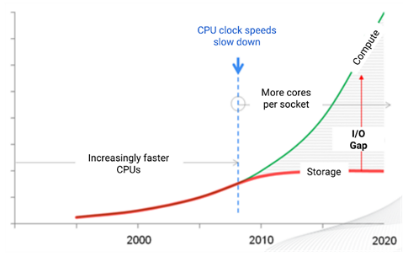 CPU clock speeds
slow down
Compute
More cores
per socket
I/O
Gap
Increasingly faster
CPUs
Storage
2000
2010
2020